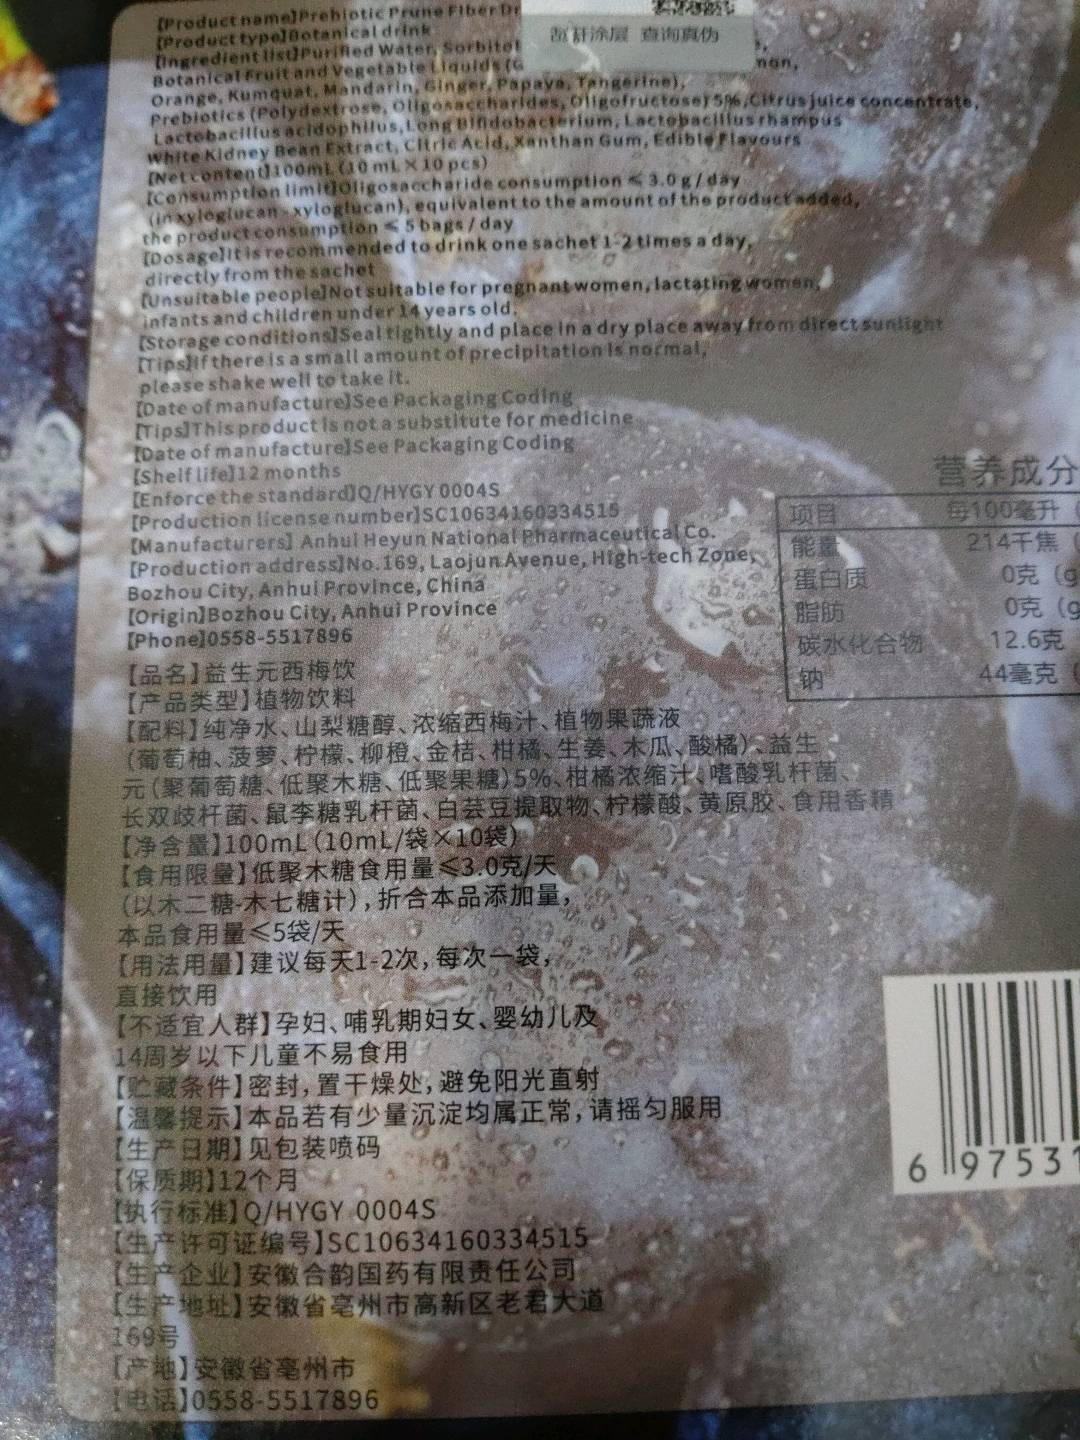 【Product name】Prebiotic Prune Fiber Dr
【Product type】Botanical drink
【Ingredient list】Purified Water, Sorbitol
Botanical Fruit and Vegetable Liquids (G
刮开涂层 查询真伪
Orange, Kumquat, Mandarin, Ginger, Papaya, Tangerine),
Prebiotics (Polydextrose, Oligosaccharides, Oligofructose) 5%, Citrus juice concentrate,
Lactobacillus acidophilus, Long Bifidobacterium, Lactobacillus rhampus
White Kidney Bean Extract, Citric Acid, Xanthan Gum, Edible Flavours
【Net content】100mL (10 mL × 10 pcs)
【Consumption limit】Oligosaccharide consumption ≤ 3.0 g / day
(in xyloglucan - xyloglucan), equivalent to the amount of the product added,
the product consumption ≤ 5 bags / day
【Dosage】It is recommended to drink one sachet 1-2 times a day,
directly from the sachet
【Unsuitable people】Not suitable for pregnant women, lactating women,
infants and children under 14 years old.
【Storage conditions】Seal tightly and place in a dry place away from direct sunlight
【Tips】If there is a small amount of precipitation is normal,
please shake well to take it.
【Date of manufacture】See Packaging Coding
【Tips】This product is not a substitute for medicine
【Date of manufacture】See Packaging Coding
【Shelf life】12 months
【Enforce the standard】Q/HYGY 0004S
【Production license number】SC10634160334515
【Manufacturers】 Anhui Heyun National Pharmaceutical Co.
【Production address】No.169, Laojun Avenue, High-tech Zone,
Bozhou City, Anhui Province, China
【Origin】Bozhou City, Anhui Province
【Phone】0558-5517896
【品名】益生元西梅饮
【产品类型】植物饮料
【配料】纯净水、山梨糖醇、浓缩西梅汁、植物果蔬液
（葡萄柚、菠萝、柠檬、柳橙、金桔、柑橘、生姜、木瓜、酸橘）、益生
元（聚葡萄糖、低聚木糖、低聚果糖）5%、柑橘浓缩汁、嗜酸乳杆菌、
长双歧杆菌、鼠李糖乳杆菌、白芸豆提取物、柠檬酸、黄原胶、食用香精
【净含量】100mL（10mL/袋×10袋）
【食用限量】低聚木糖食用量≤3.0克/天
（以木二糖-木七糖计），折合本品添加量，
本品食用量≤5袋/天
【用法用量】建议每天1-2次，每次一袋，
直接饮用
【不适宜人群】孕妇、哺乳期妇女、婴幼儿及
14周岁以下儿童不易食用
【贮藏条件】密封，置干燥处，避免阳光直射
【温馨提示】本品若有少量沉淀均属正常，请摇匀服用
【生产日期】见包装喷码
【保质期】12个月
【执行标准】Q/HYGY 0004S
【生产许可证编号】SC10634160334515
【生产企业】安徽合韵国药有限责任公司
【生产地址】安徽省亳州市高新区老君大道
169号
【产地】安徽省亳州市
【电话】0558-5517896
营养成分
项目 每100毫升（
能量 214千焦（
蛋白质 0克（g
脂肪 0克（g
碳水化合物 12.6克
钠 44毫克（
6 97531